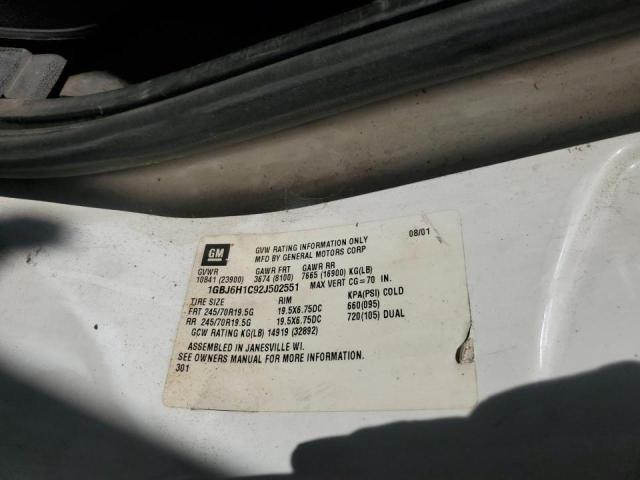 GM
GVW RATING INFORMATION ONLY
MFD BY GENERAL MOTORS CORP
08/01
GVWR GAWR FRT GAWR RR
10841 (23900) 3674 (8100) 7665 (16900) KG(LB)
1GBJ6H1C92J502551 MAX VERT CG=70 IN.
TIRE SIZE RIM KPA(PSI) COLD
FRT 245/70R19.5G 19.5X6.75DC 660(095)
RR 245/70R19.5G 19.5X6.75DC 720(105) DUAL
GCW RATING KG(LB) 14919 (32892)
ASSEMBLED IN JANESVILLE WI.
SEE OWNERS MANUAL FOR MORE INFORMATION.
301